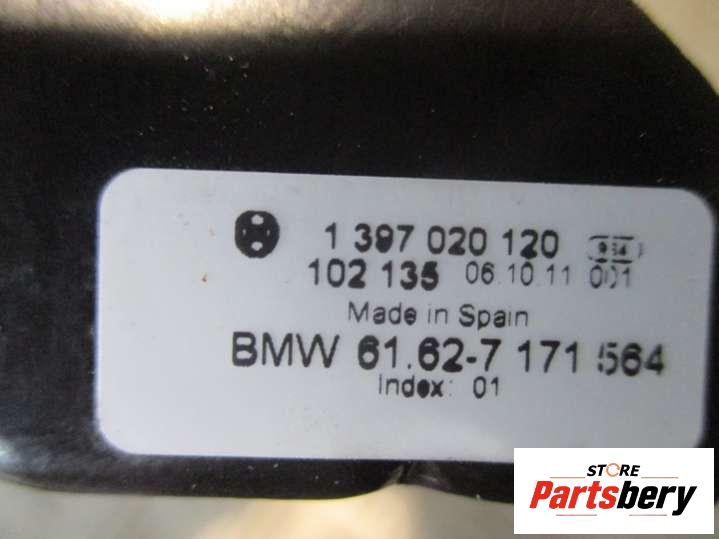 1 397 020 120
102 135 06.10.11 001
Made in Spain
BMW 61.62-7 171 564
Index: 01
STORE
Partsbery